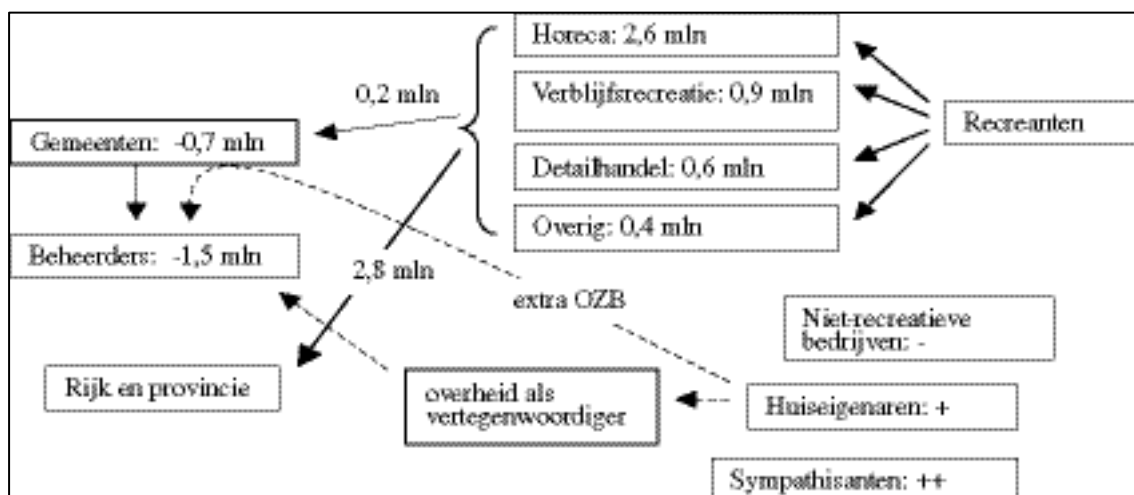 Horeca: 2,6 mln
0,2 mln
Verblijfsrecreatie: 0,9 mln
Recreanten
Gemeenten: -0,7 mln
Detailhandel: 0,6 mln
Overig: 0,4 mln
Beheerders: -1,5 mln
2,8 mln
extra OZB
Niet-recreatieve
bedrijven: -
Rijk en provincie
overheid als
vertegenwoordiger
Huiseigenaren: +
Sympathisanten: ++